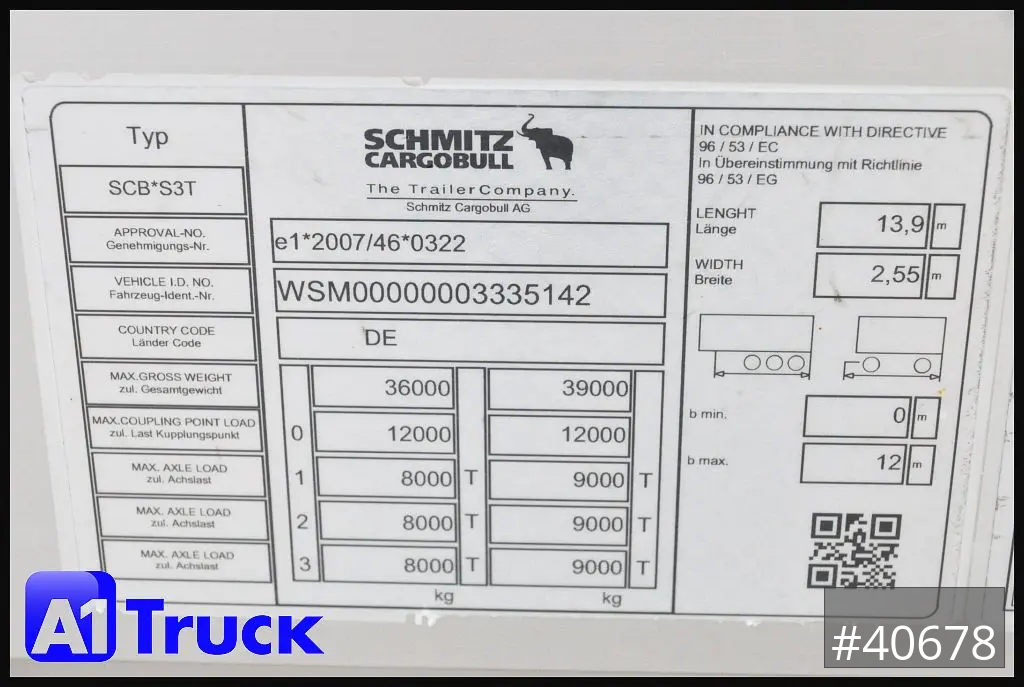 Typ
SCB*S3T
APPROVAL-NO.
Genehmigungs-Nr.
VEHICLE I.D. NO.
Fahrzeug-Ident.-Nr.
COUNTRY CODE
Länder Code
MAX.GROSS WEIGHT
zul. Gesamtgewicht
MAX.COUPLING POINT LOAD
zul. Last Kupplungspunkt
MAX. AXLE LOAD
zul. Achslast
MAX. AXLE LOAD
zul. Achslast
MAX. AXLE LOAD
zul. Achslast
SCHMITZ
CARGOBULL
The TrailerCompany.
Schmitz Cargobull AG
e1*2007/46*0322
WSM00000003335142
DE
36000 39000
0 12000 12000
1 8000 T 9000 T
2 8000 T 9000 T
3 8000 T 9000 T
kg kg
IN COMPLIANCE WITH DIRECTIVE
96 / 53 / EC
In Übereinstimmung mit Richtlinie
96 / 53 / EG
LENGHT
Länge
13,9 m
WIDTH
Breite
2,55 m
b min. 0 m
b max. 12 m
A1 Truck
#40678